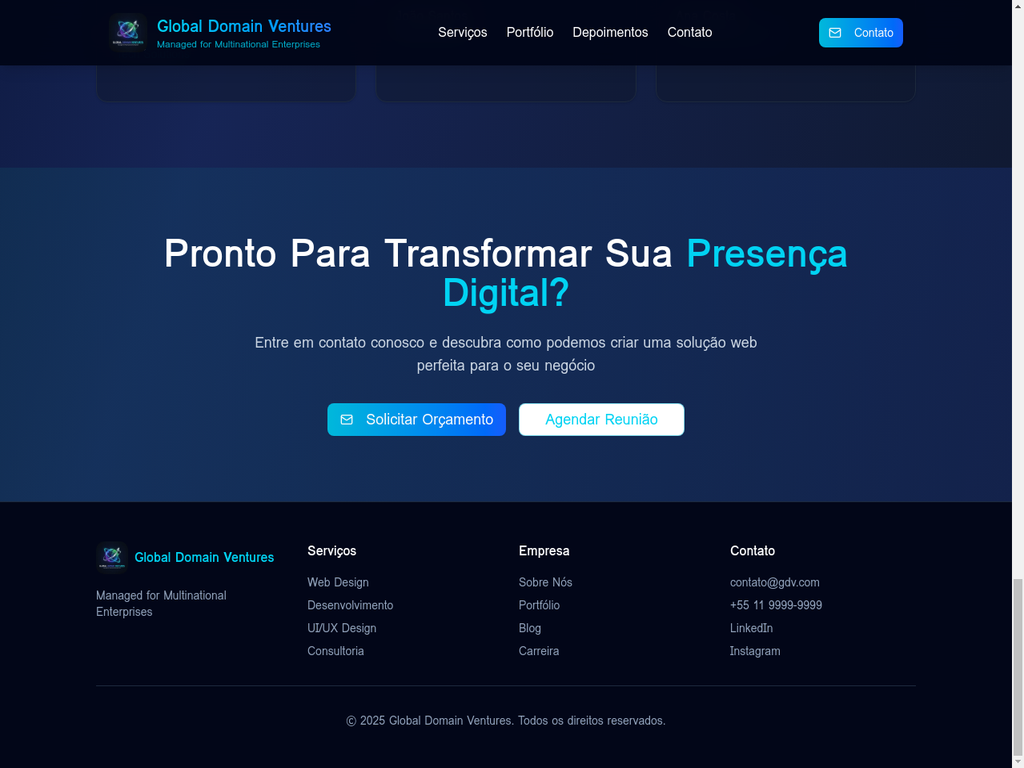 Global Domain Ventures
Managed for Multinational Enterprises
Serviços
Portfólio
Depoimentos
Contato
Contato
Pronto Para Transformar Sua Presença
Digital?
Entre em contato conosco e descubra como podemos criar uma solução web
perfeita para o seu negócio
Solicitar Orçamento
Agendar Reunião
Global Domain Ventures
Managed for Multinational
Enterprises
Serviços
Web Design
Desenvolvimento
UI/UX Design
Consultoria
Empresa
Sobre Nós
Portfólio
Blog
Carreira
Contato
contato@gdv.com
+55 11 9999-9999
LinkedIn
Instagram
© 2025 Global Domain Ventures. Todos os direitos reservados.